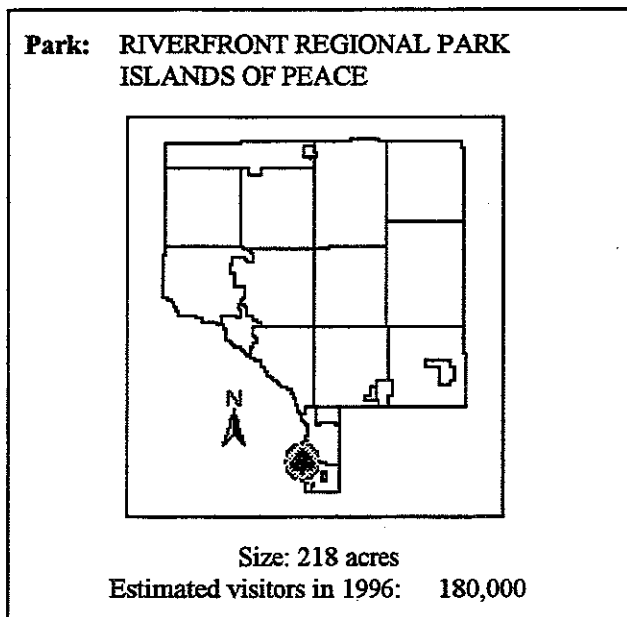 Park: RIVERFRONT REGIONAL PARK
ISLANDS OF PEACE
N
Size: 218 acres
Estimated visitors in 1996: 180,000